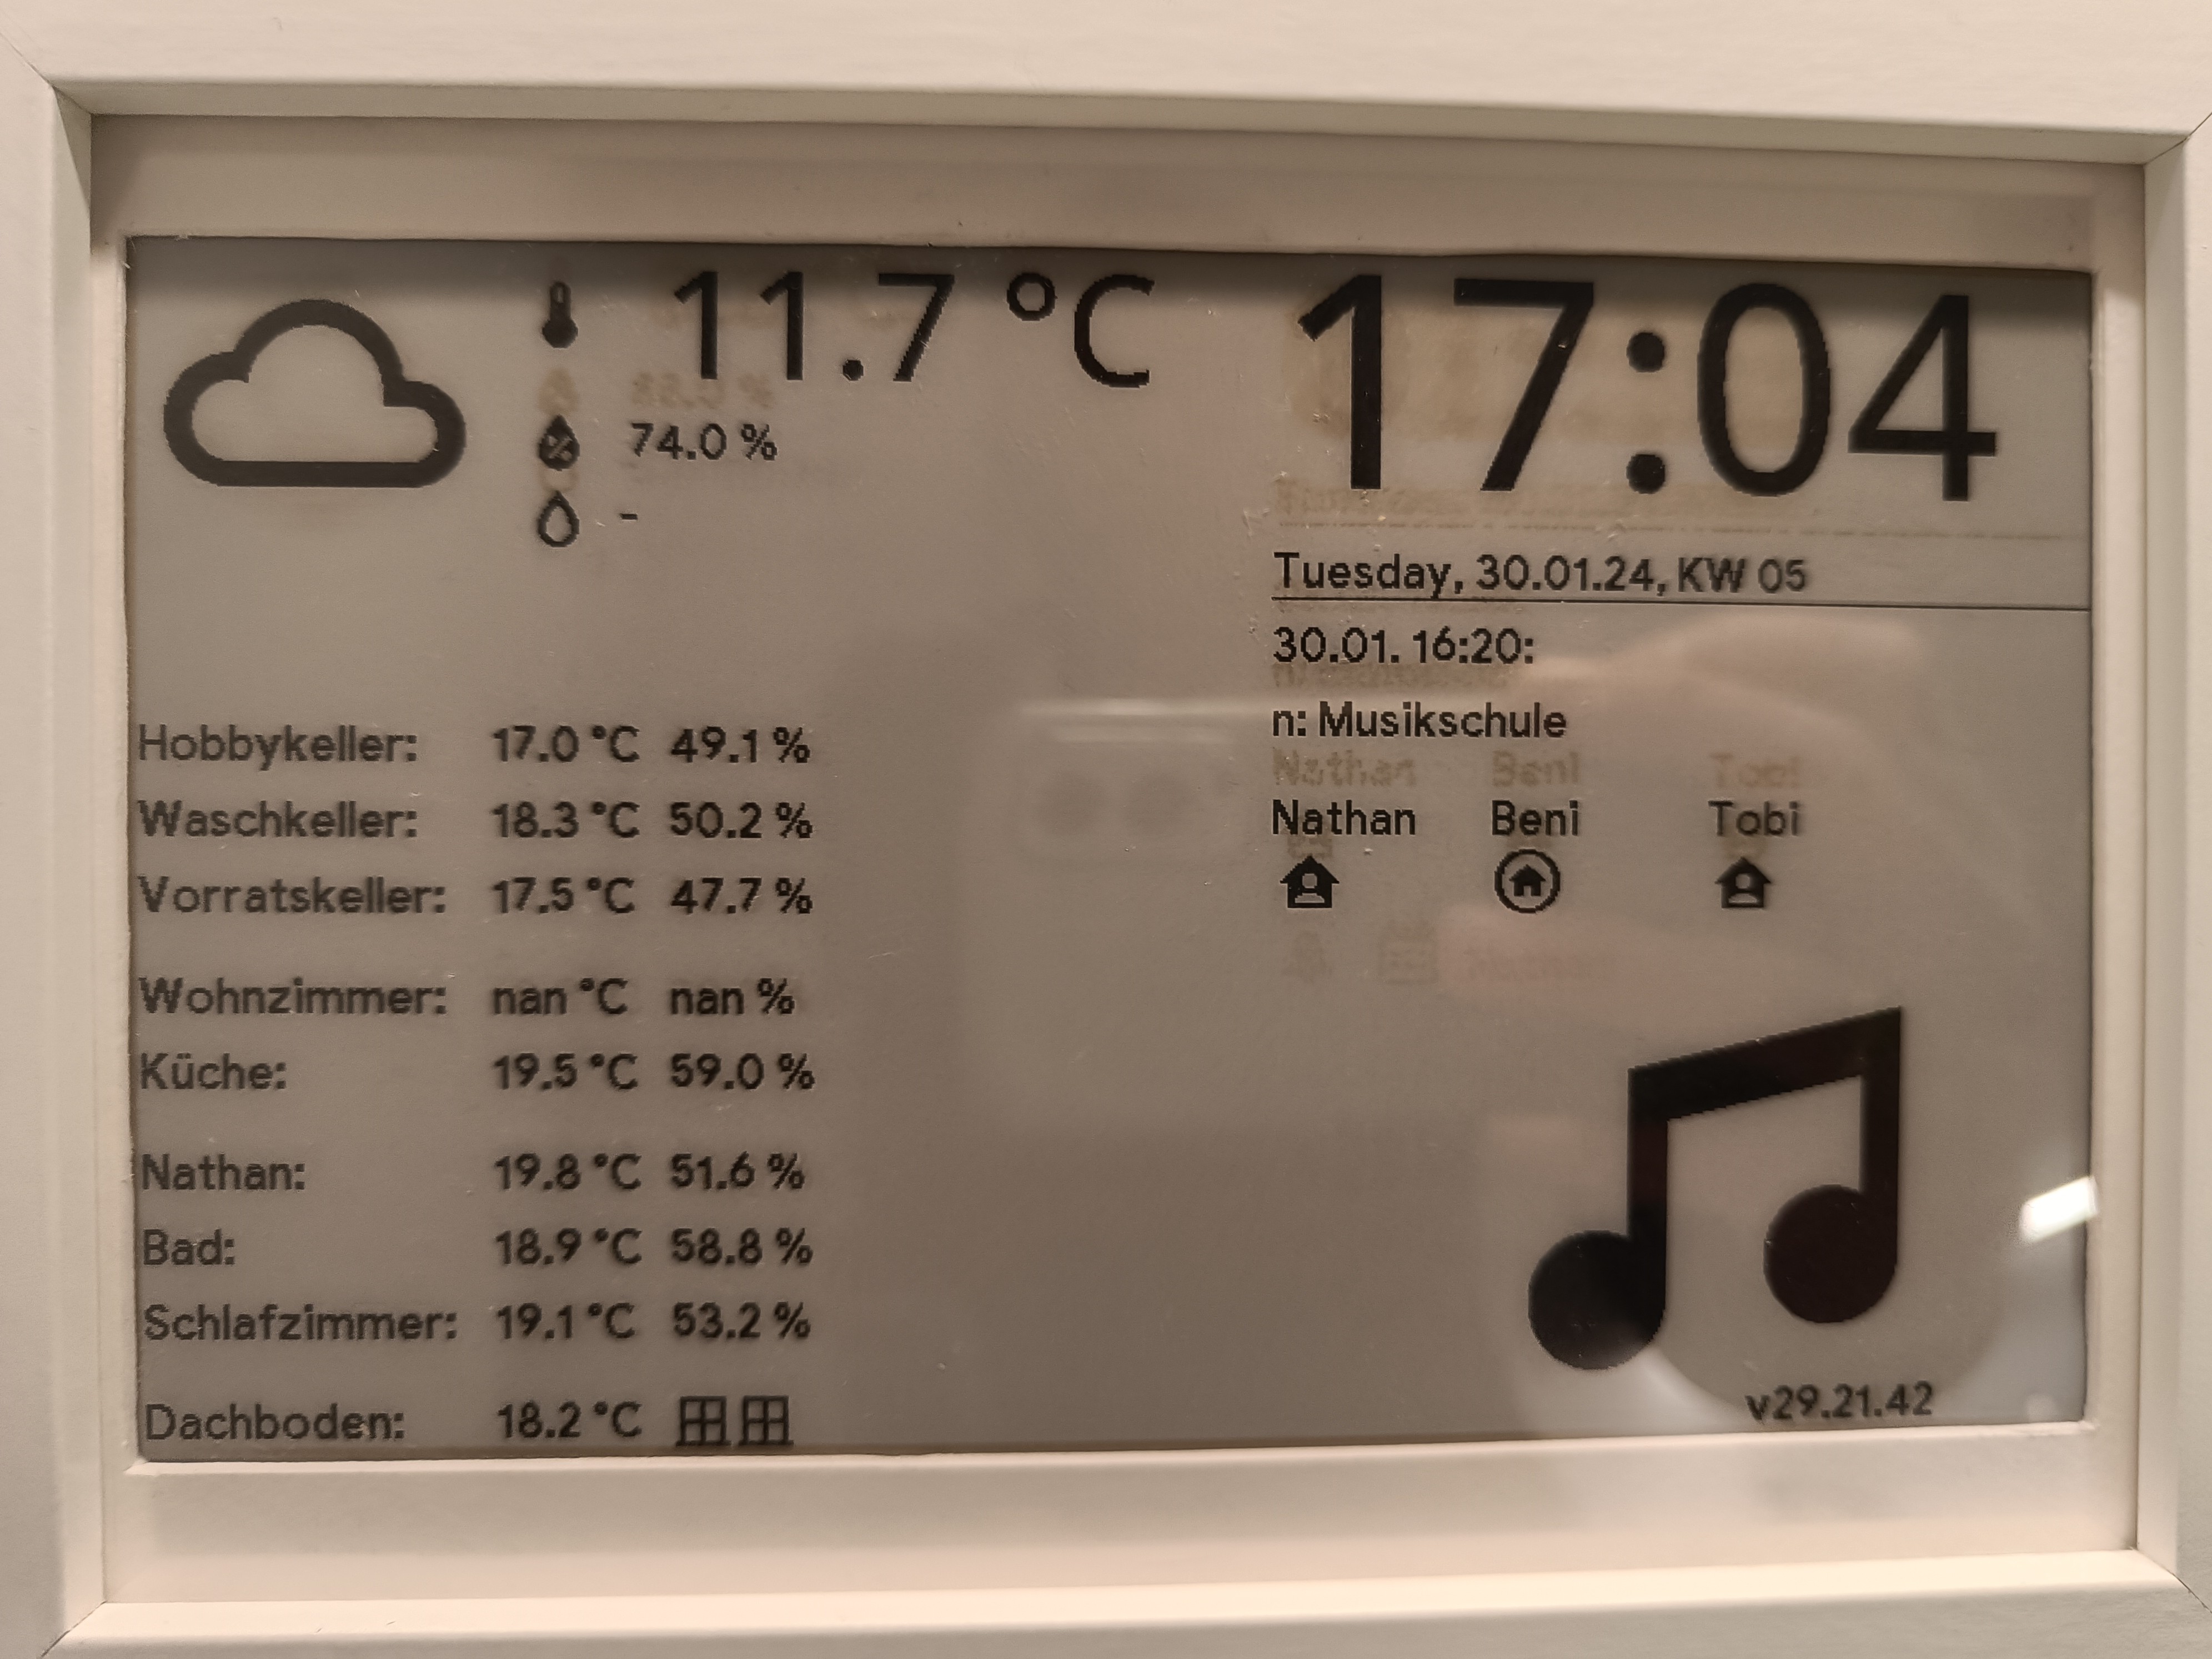 11.7 °C
74.0 %
-
17:04
Tuesday, 30.01.24, KW 05
30.01. 16:20:
n: Musikschule
Nathan Beni Tobi
Nathan Beni Tobi
Hobbykeller: 17.0 °C 49.1 %
Waschkeller: 18.3 °C 50.2 %
Vorratskeller: 17.5 °C 47.7 %
Wohnzimmer: nan °C nan %
Küche: 19.5 °C 59.0 %
Nathan: 19.8 °C 51.6 %
Bad: 18.9 °C 58.8 %
Schlafzimmer: 19.1 °C 53.2 %
Dachboden: 18.2 °C
v29.21.42